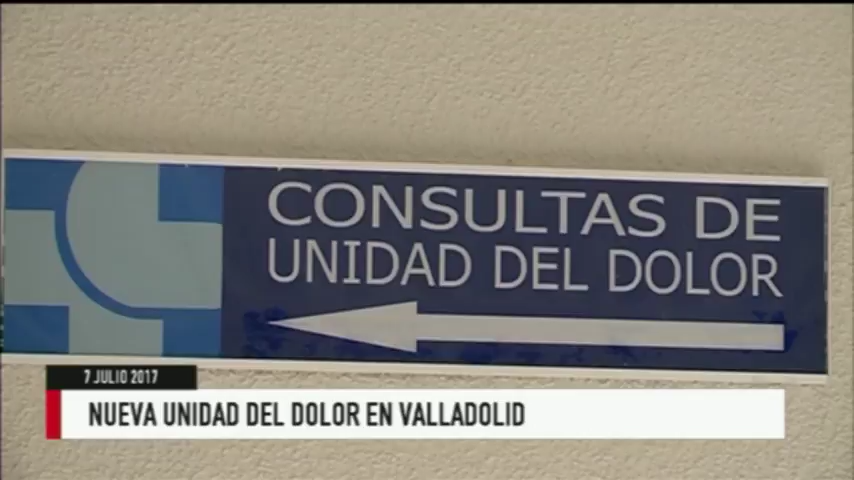 CONSULTAS DE
UNIDAD DEL DOLOR
7 JULIO 2017
NUEVA UNIDAD DEL DOLOR EN VALLADOLID